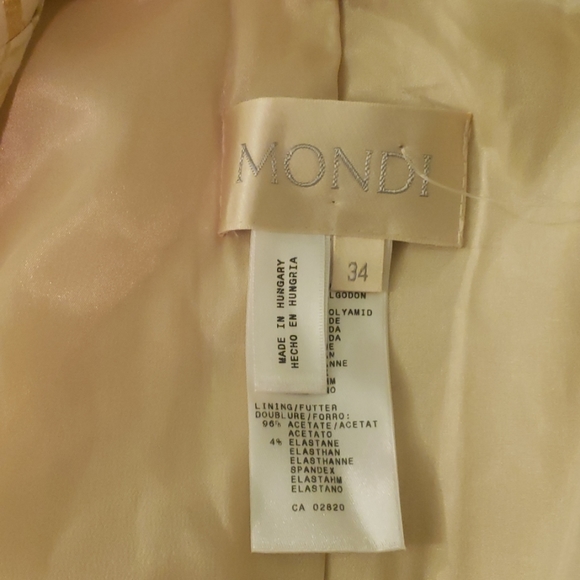 MONDI
34
MADE IN HUNGARY
HECHO EN HUNGRIA
LGODON
OLYAMID
DE
DA
DA
NNE
LINING/FUTTER
DOUBLURE/FORRO:
96% ACETATE/ACETAT
ACETATO
4% ELASTANE
ELASTHAN
ELASTHANNE
SPANDEX
ELASTAHM
ELASTANO
CA 02820